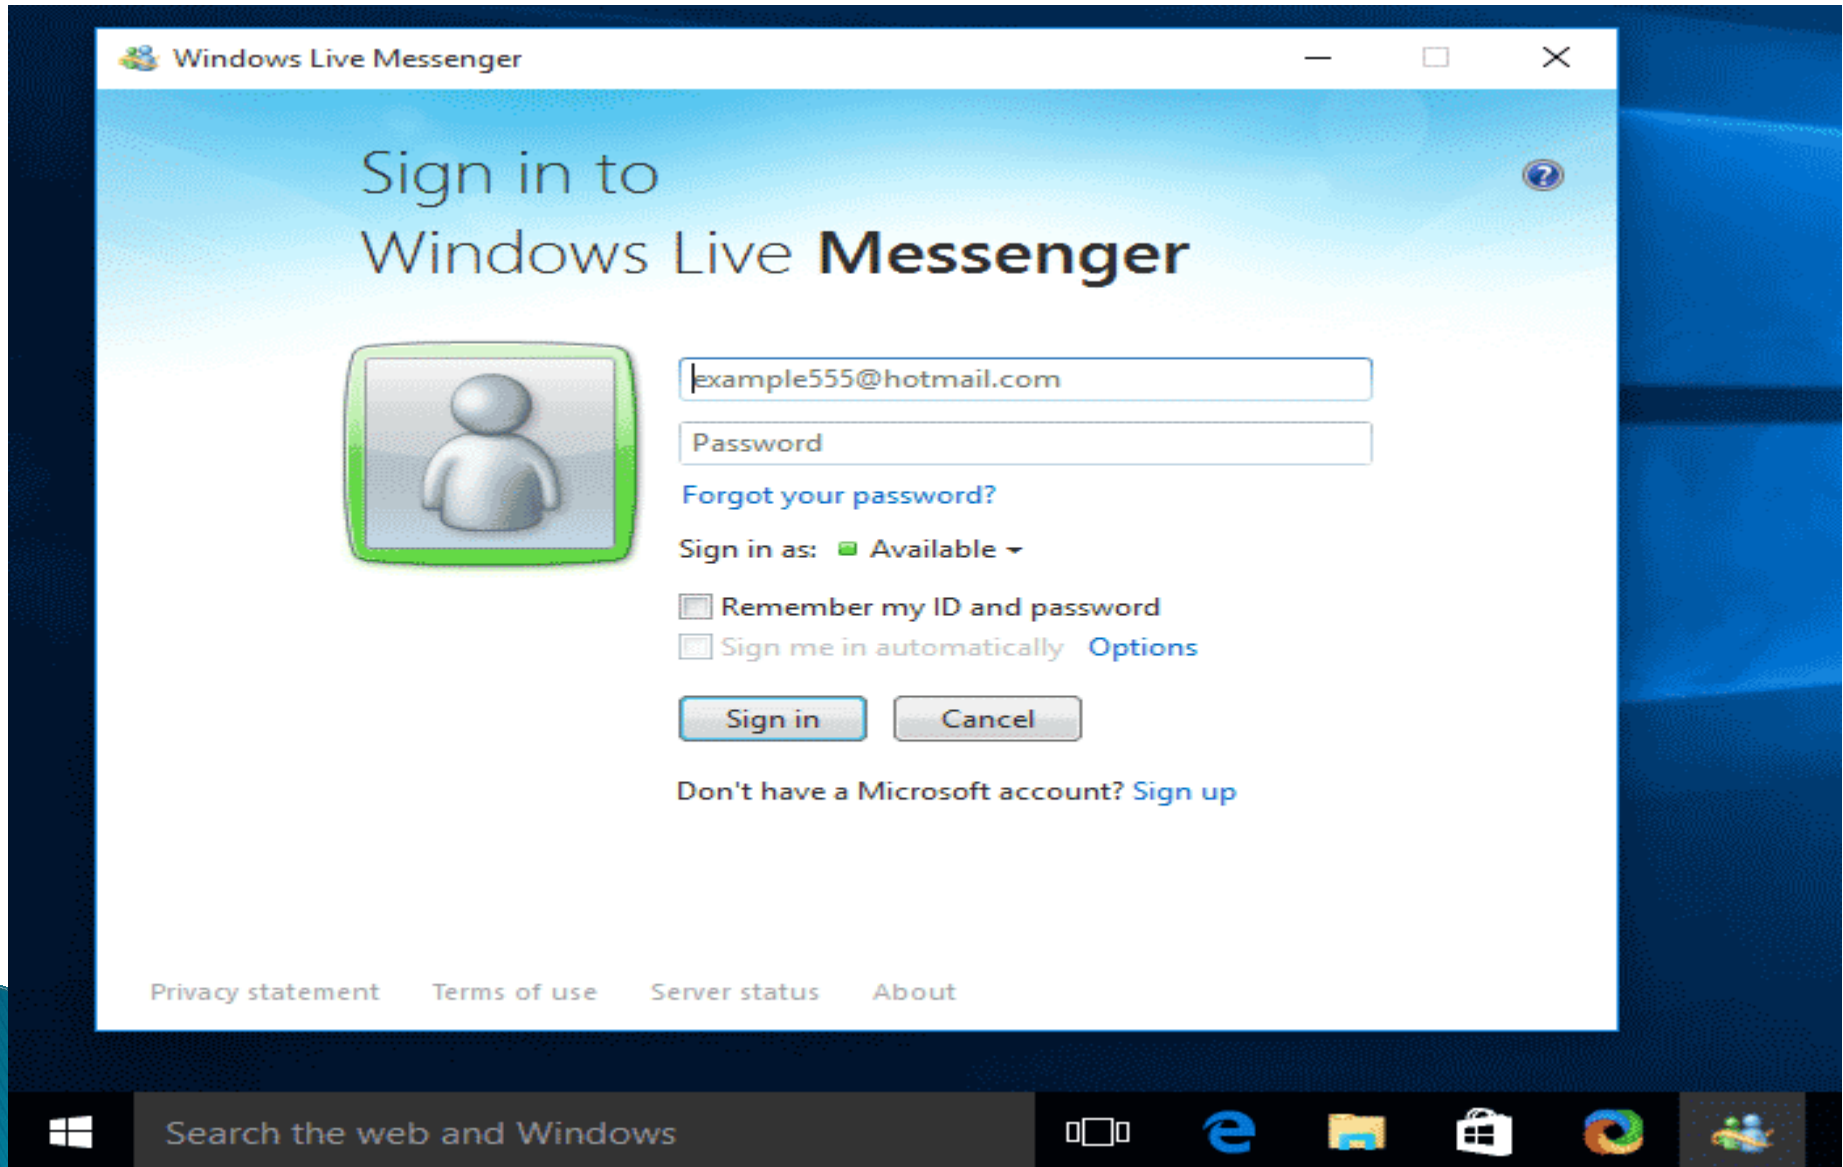 Windows Live Messenger
Sign in to
Windows Live Messenger
example555@hotmail.com
Password
Forgot your password?
Sign in as: Available
Remember my ID and password
Sign me in automatically Options
Sign in Cancel
Don't have a Microsoft account? Sign up
Privacy statement Terms of use Server status About
Search the web and Windows